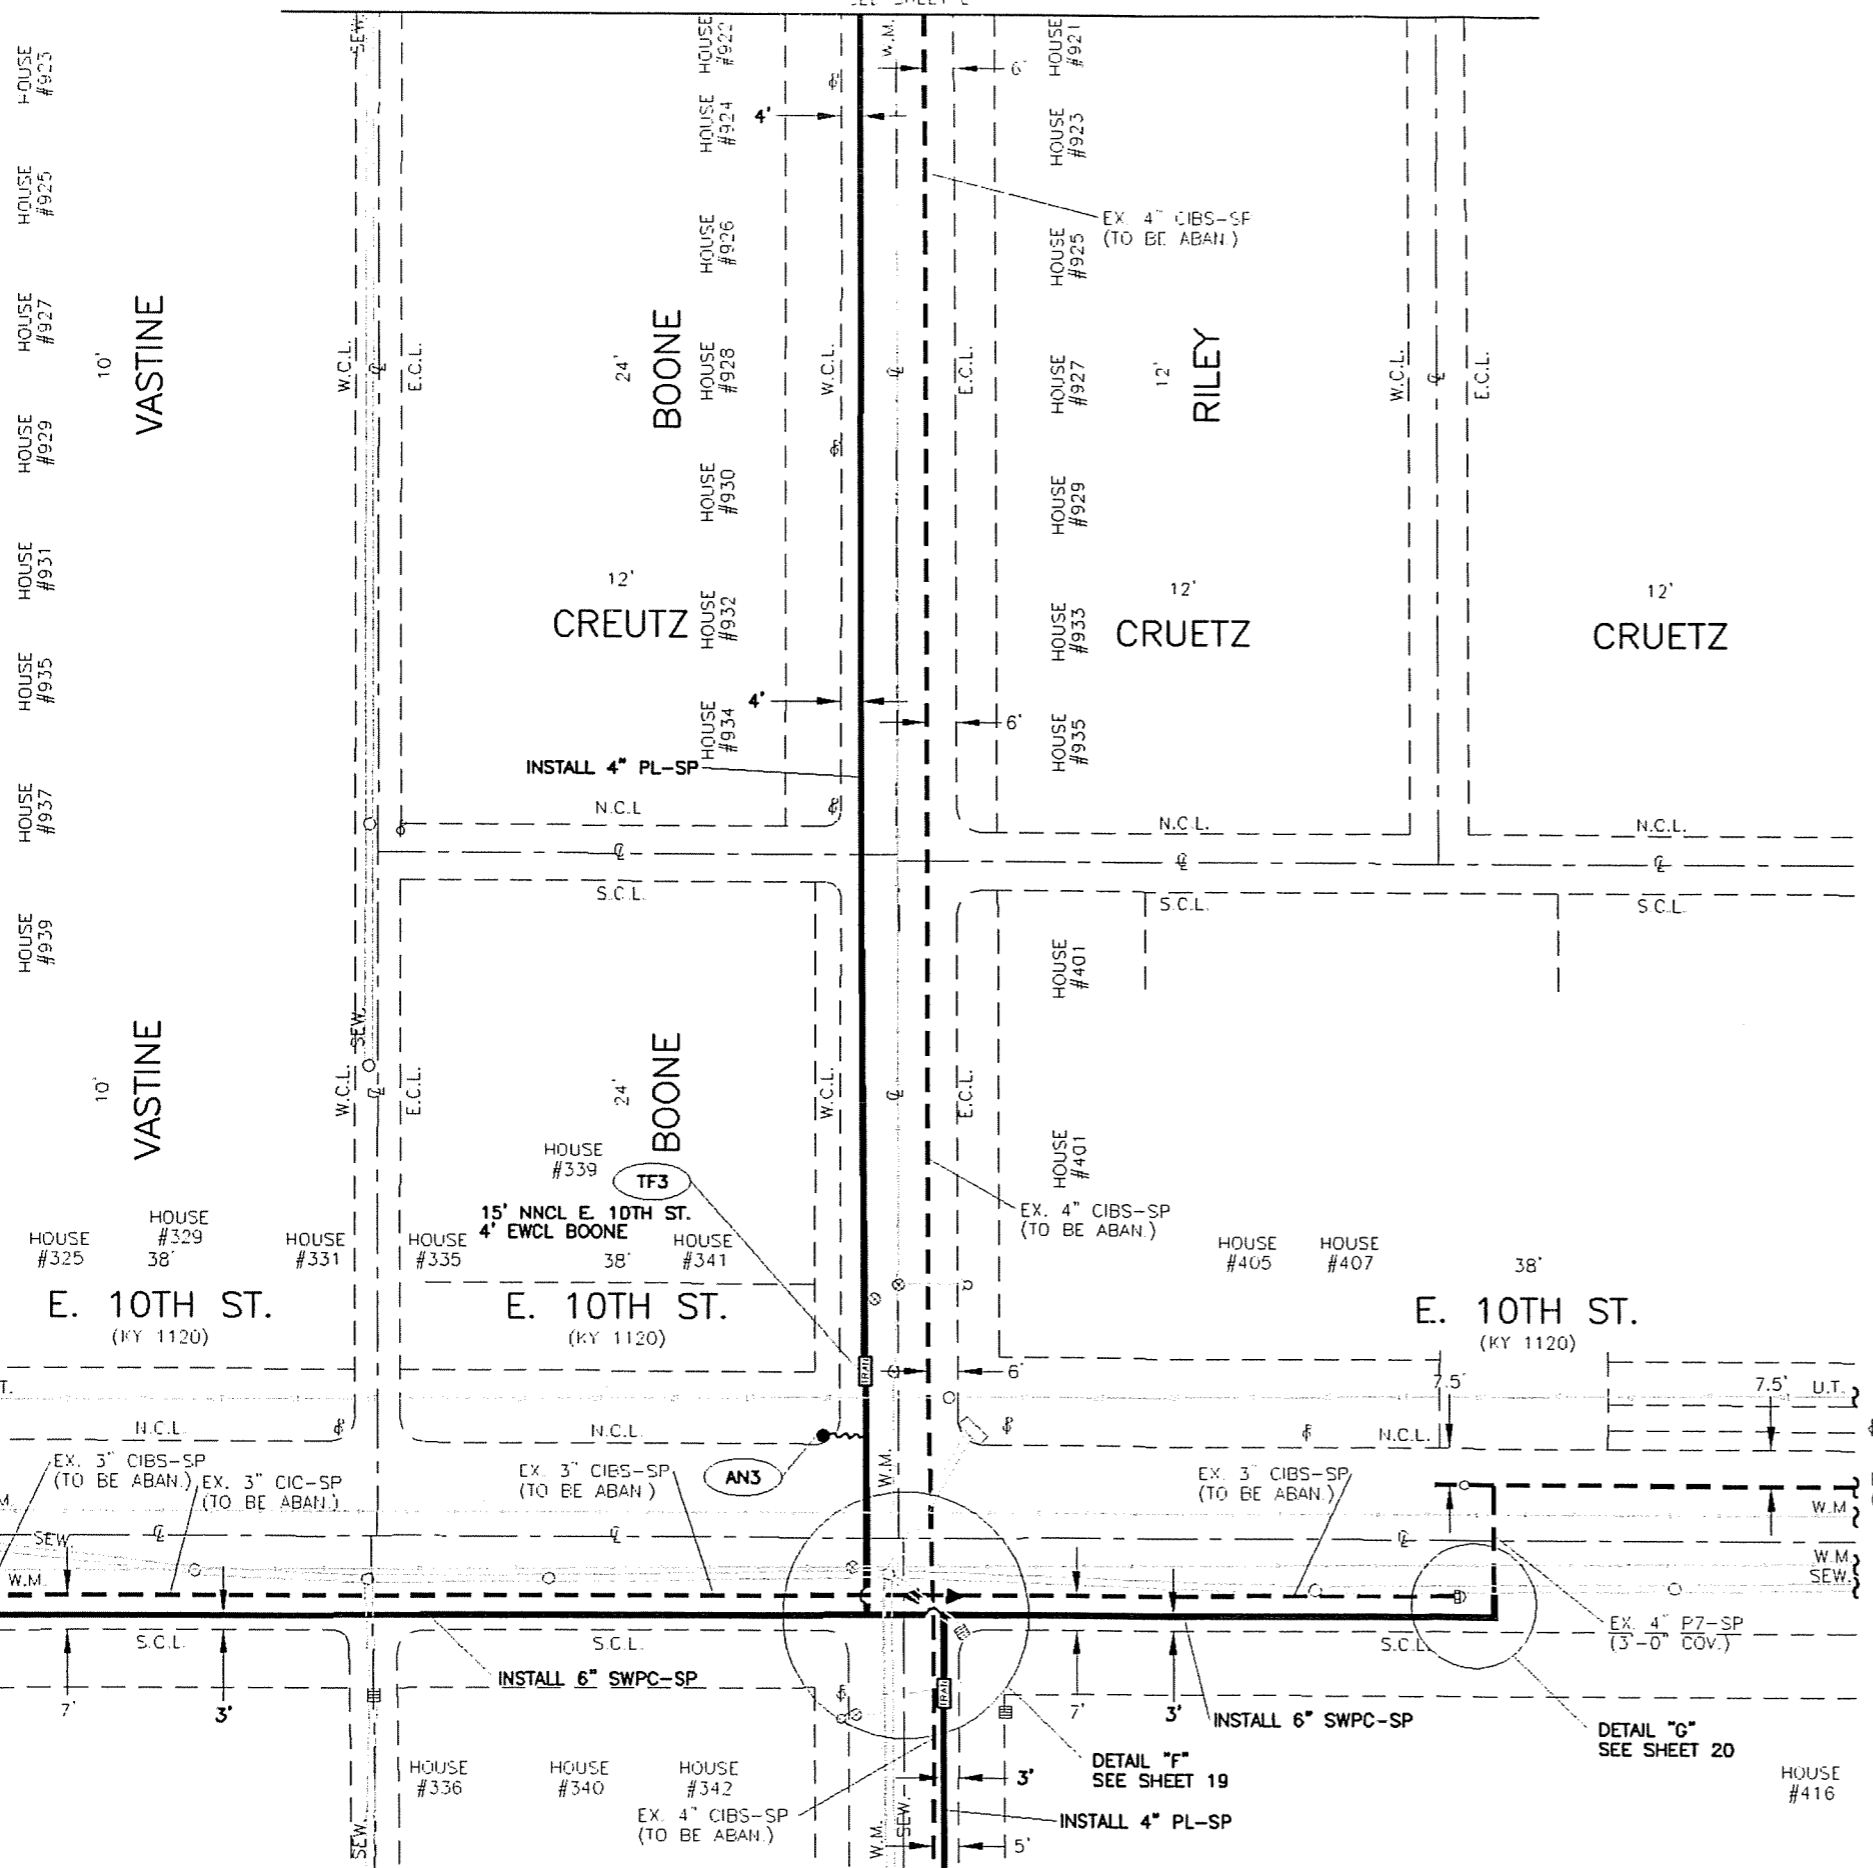 HOUSE
#923
HOUSE
#925
HOUSE
#927
HOUSE
#929
HOUSE
#931
HOUSE
#935
HOUSE
#937
HOUSE
#939
10'
VASTINE
10'
VASTINE
SEW.
W.C.L.
℄
E.C.L.
SEW.
W.C.L.
℄
E.C.L.
HOUSE
#922
HOUSE
#924
HOUSE
#926
HOUSE
#928
HOUSE
#930
HOUSE
#932
HOUSE
#934
24'
BOONE
12'
CREUTZ
W.M.
4'
6'
W.C.L.
℄
E.C.L.
4'
6'
INSTALL 4" PL-SP
N.C.L.
℄
S.C.L.
HOUSE
#921
HOUSE
#923
HOUSE
#925
HOUSE
#927
HOUSE
#929
HOUSE
#933
HOUSE
#935
EX. 4" CIBS-SP
(TO BE ABAN.)
12'
RILEY
W.C.L.
℄
E.C.L.
12'
CRUETZ
12'
CRUETZ
N.C.L.
℄
S.C.L.
N.C.L.
℄
S.C.L.
HOUSE
#401
HOUSE
#401
24'
BOONE
W.C.L.
℄
E.C.L.
HOUSE
#339
TF3
15' NNCL E. 10TH ST.
4' EWCL BOONE
EX. 4" CIBS-SP
(TO BE ABAN.)
HOUSE
#325
HOUSE
#329
38'
HOUSE
#331
HOUSE
#335
38'
HOUSE
#341
HOUSE
#405
HOUSE
#407
38'
E. 10TH ST.
(KY 1120)
E. 10TH ST.
(KY 1120)
E. 10TH ST.
(KY 1120)
TRAN
6'
7.5'
7.5'
U.T.
N.C.L.
N.C.L.
N.C.L.
EX. 3" CIBS-SP
(TO BE ABAN.)
EX. 3" CIC-SP
(TO BE ABAN.)
EX. 3" CIBS-SP
(TO BE ABAN.)
AN3
W.M.
EX. 3" CIBS-SP
(TO BE ABAN.)
W.M.
SEW.
℄
℄
℄
W.M.
W.M.
SEW.
S.C.L.
S.C.L.
S.C.L.
EX. 4" P7-SP
(3'-0" COV.)
INSTALL 6" SWPC-SP
TRAN
7'
3'
7'
3'
INSTALL 6" SWPC-SP
DETAIL "G"
SEE SHEET 20
DETAIL "F"
SEE SHEET 19
HOUSE
#336
HOUSE
#340
HOUSE
#342
HOUSE
#416
3'
EX. 4" CIBS-SP
(TO BE ABAN.)
INSTALL 4" PL-SP
SEW.
W.M.
SEW.
5'